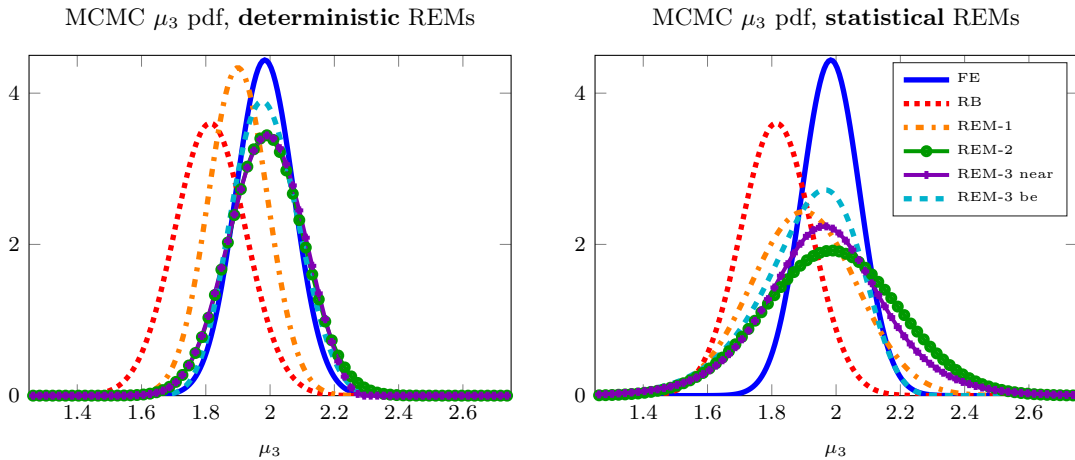 MCMC μ₃ pdf, deterministic REMs
4
2
0
1.4 1.6 1.8 2 2.2 2.4 2.6
μ₃
MCMC μ₃ pdf, statistical REMs
4
2
0
1.4 1.6 1.8 2 2.2 2.4 2.6
μ₃
FE
RB
REM-1
REM-2
REM-3 near
REM-3 be